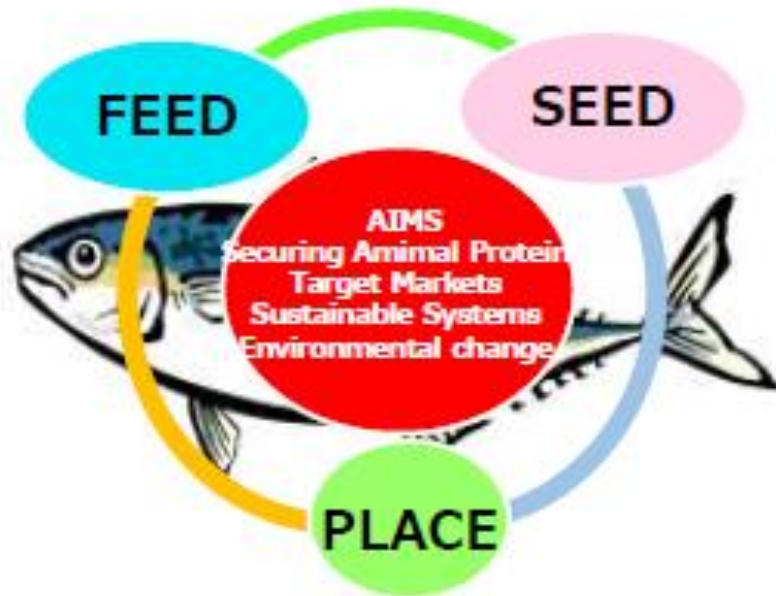 FEED
SEED
AIMS
Securing Amimal Protein
Target Markets
Sustainable Systems
Environmental change
PLACE